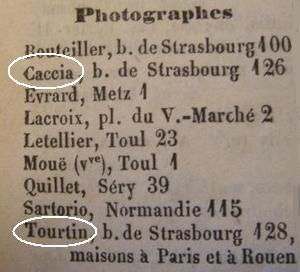 Photographes
Bouteiller, b. de Strasbourg 100
Caccia, b. de Strasbourg 126
Evrard, Metz 1
Lacroix, pl. du V.-Marché 2
Letellier, Toul 23
Mouë (vve), Toul 1
Quillet, Séry 39
Sartorio, Normandie 115
Tourtin, b. de Strasbourg 128,
maisons à Paris et à Rouen